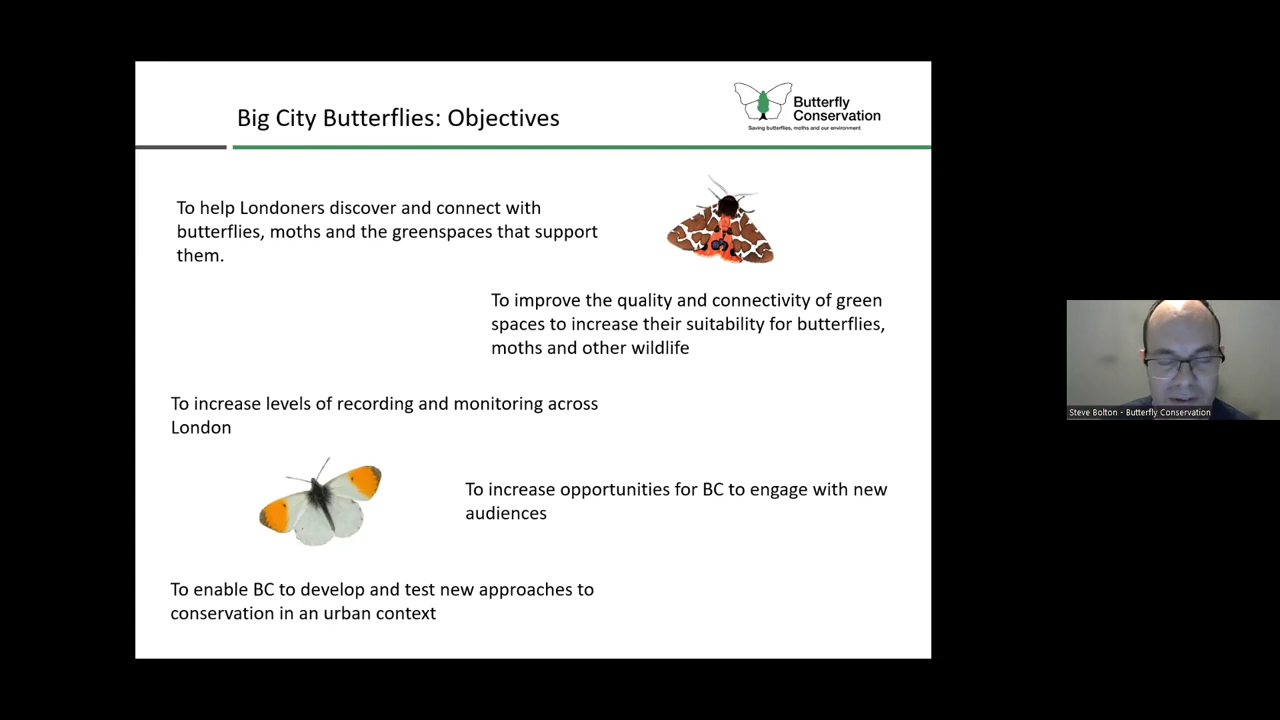 Big City Butterflies: Objectives
Butterfly
Conservation
Saving butterflies, moths and our environment
To help Londoners discover and connect with
butterflies, moths and the greenspaces that support
them.
To improve the quality and connectivity of green
spaces to increase their suitability for butterflies,
moths and other wildlife
To increase levels of recording and monitoring across
London
To increase opportunities for BC to engage with new
audiences
To enable BC to develop and test new approaches to
conservation in an urban context
Steve Bolton - Butterfly Conservation